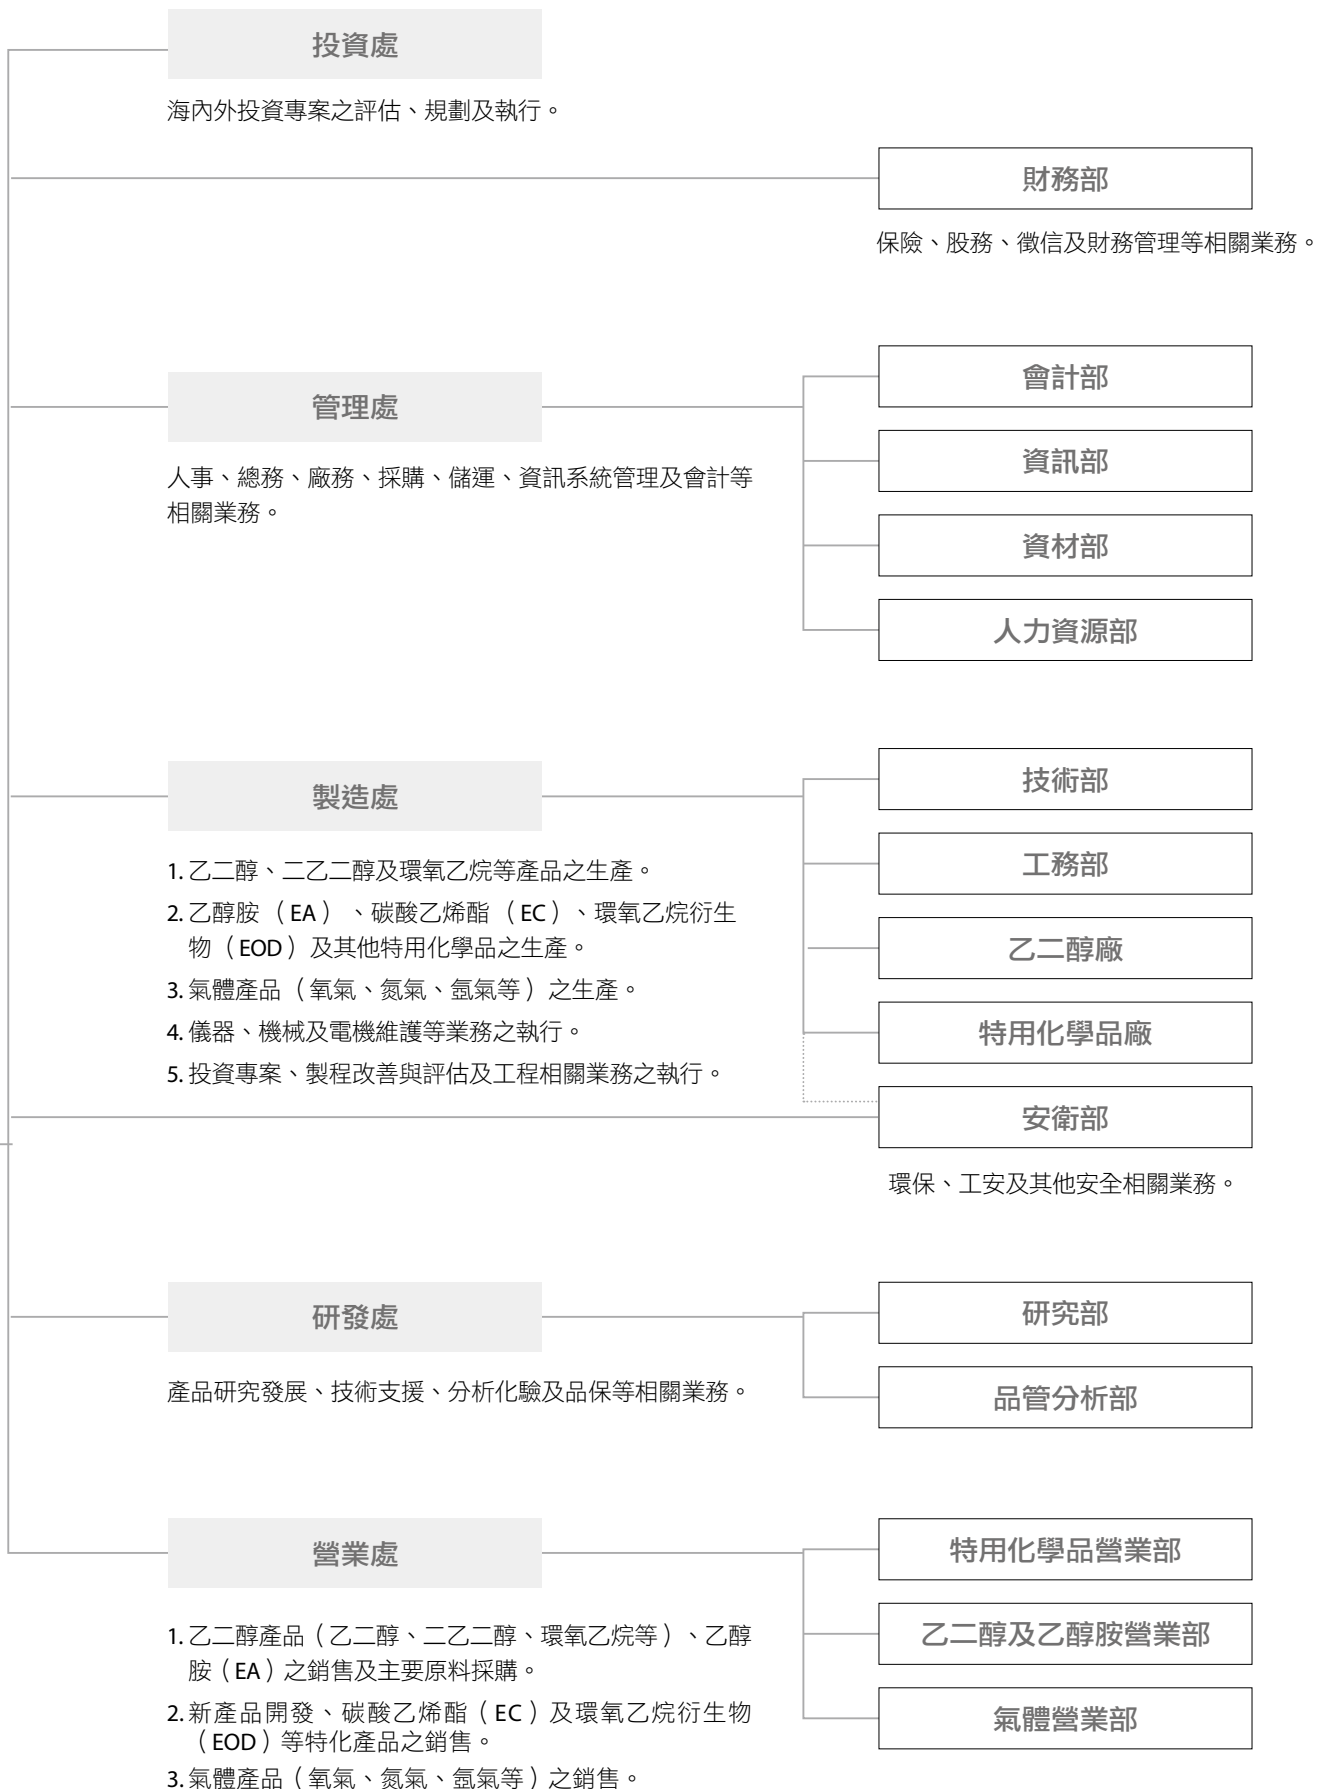 投資處
海內外投資專案之評估、規劃及執行。
財務部
保險、股務、徵信及財務管理等相關業務。
管理處
人事、總務、廠務、採購、儲運、資訊系統管理及會計等
相關業務。
會計部
資訊部
資材部
人力資源部
製造處
1. 乙二醇、二乙二醇及環氧乙烷等產品之生產。
2. 乙醇胺（EA）、碳酸乙烯酯（EC）、環氧乙烷衍生
物（EOD）及其他特用化學品之生產。
3. 氣體產品（氧氣、氮氣、氬氣等）之生產。
4. 儀器、機械及電機維護等業務之執行。
5. 投資專案、製程改善與評估及工程相關業務之執行。
技術部
工務部
乙二醇廠
特用化學品廠
安衛部
環保、工安及其他安全相關業務。
研發處
產品研究發展、技術支援、分析化驗及品保等相關業務。
研究部
品管分析部
營業處
1. 乙二醇產品（乙二醇、二乙二醇、環氧乙烷等）、乙醇
胺（EA）之銷售及主要原料採購。
2. 新產品開發、碳酸乙烯酯（EC）及環氧乙烷衍生物
（EOD）等特化產品之銷售。
3. 氣體產品（氧氣、氮氣、氬氣等）之銷售。
特用化學品營業部
乙二醇及乙醇胺營業部
氣體營業部